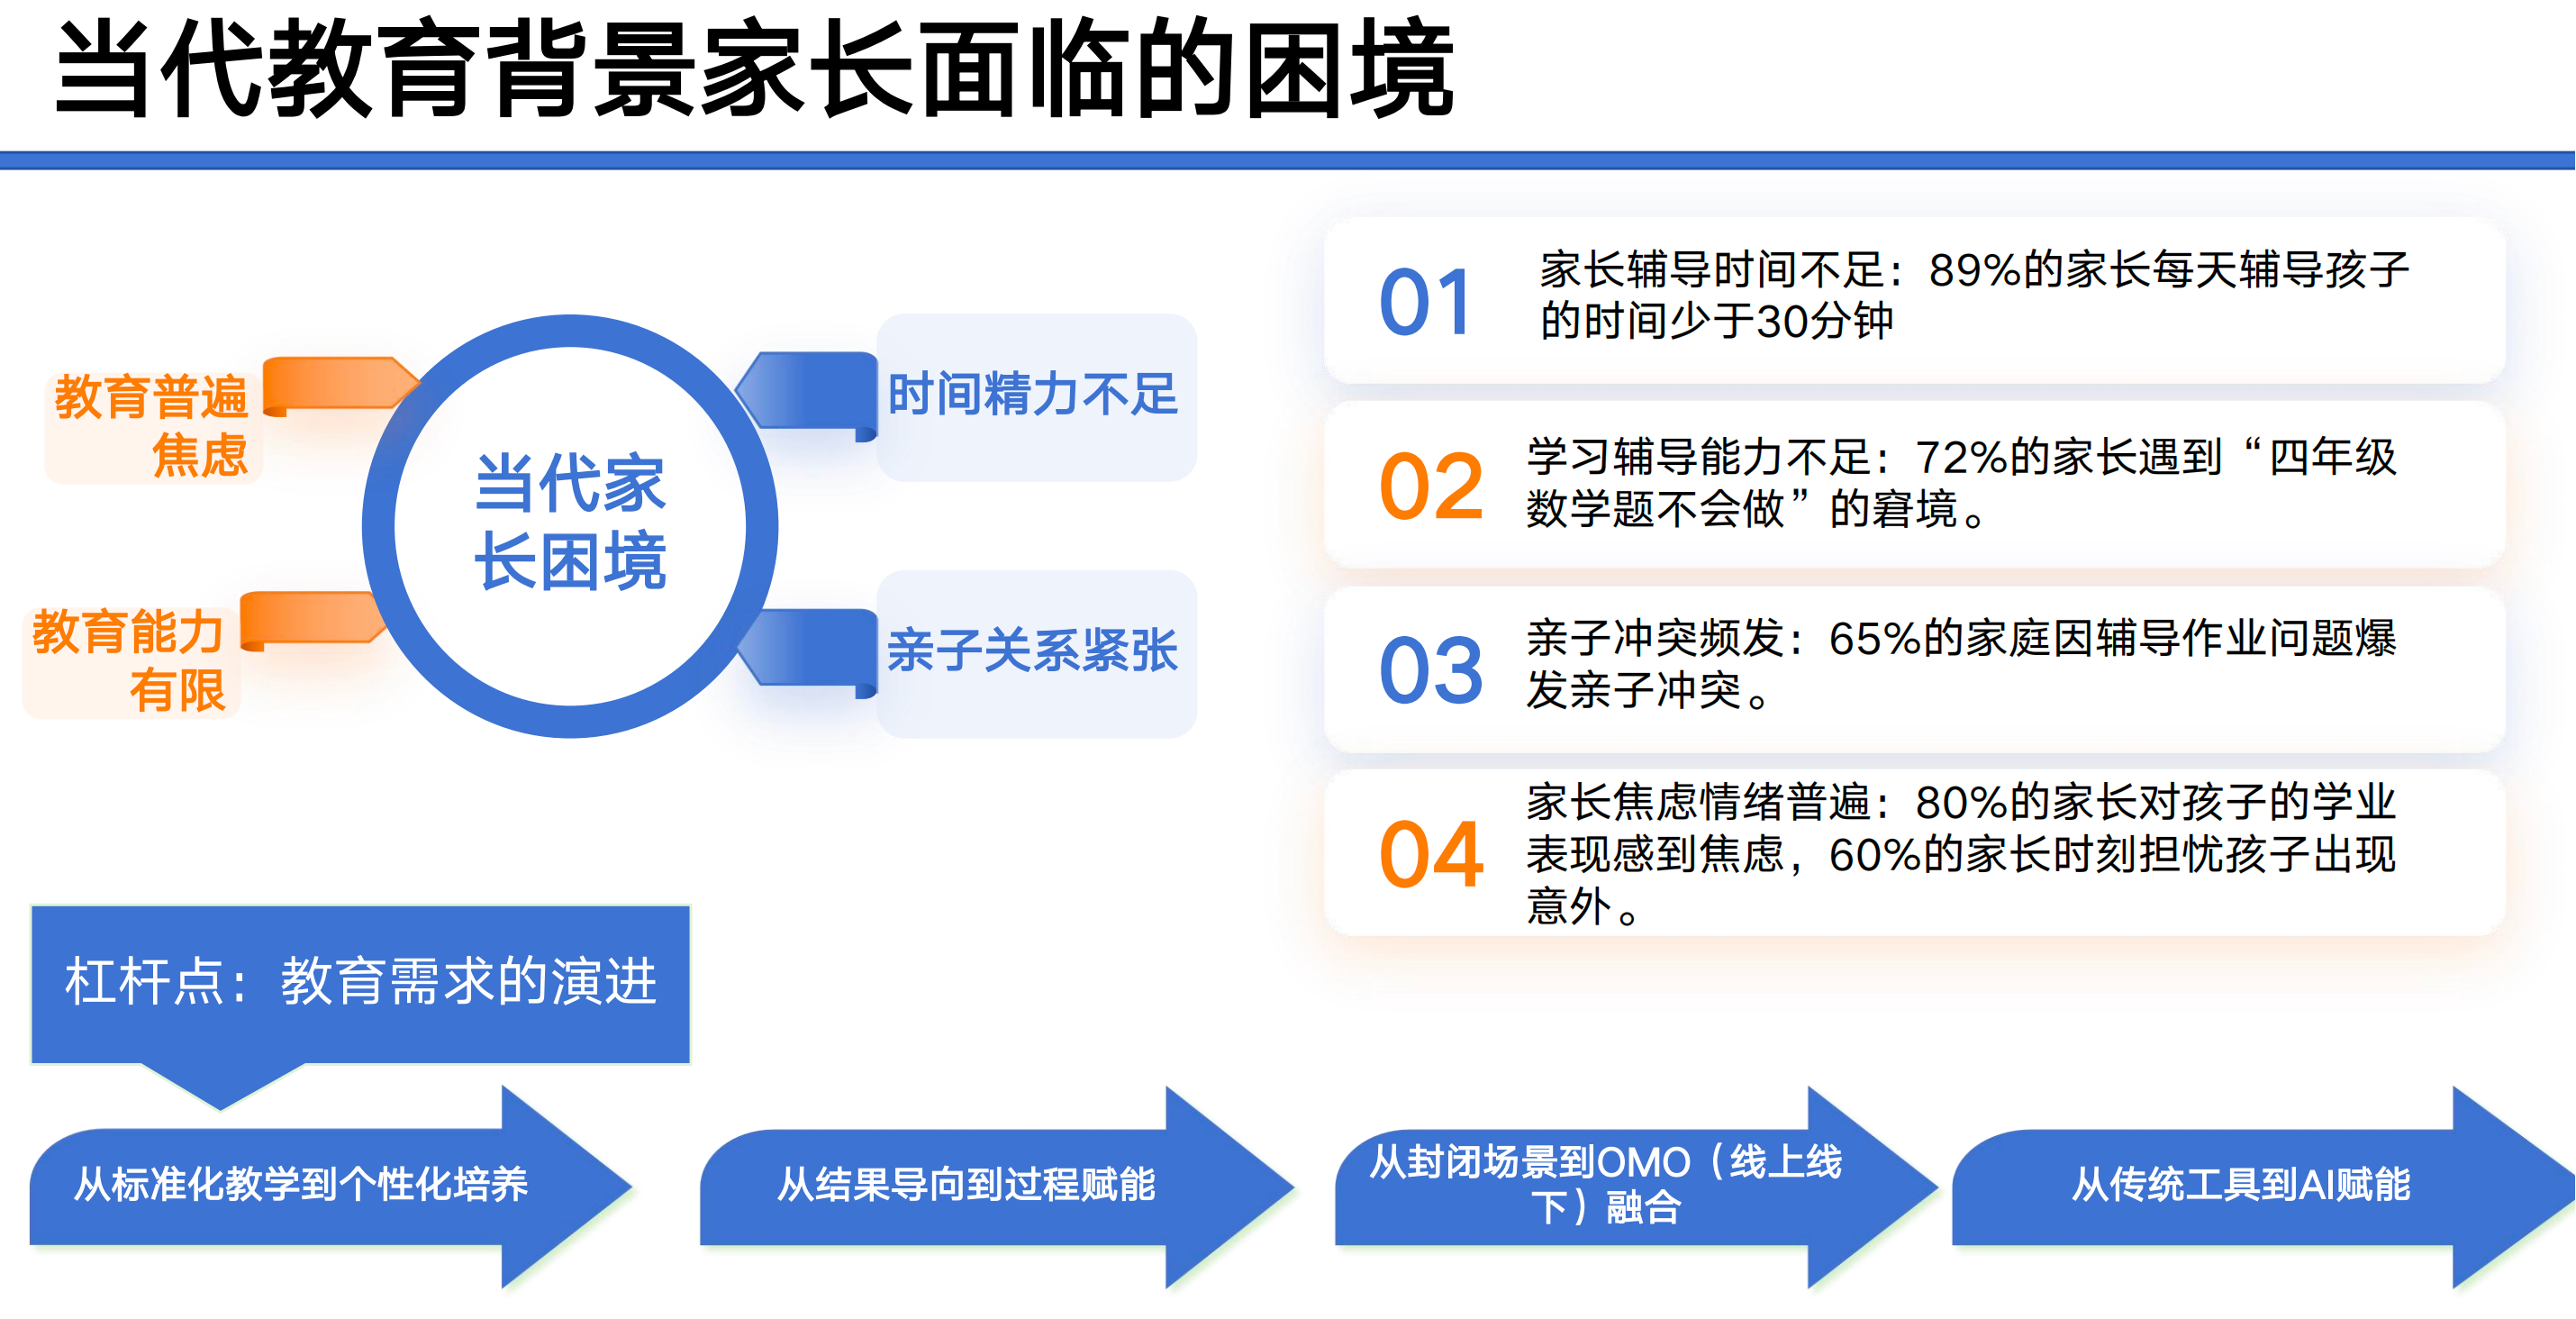 当代教育背景家长面临的困境
教育普遍
焦虑
教育能力
有限
当代家
长困境
时间精力不足
亲子关系紧张
01
家长辅导时间不足：89%的家长每天辅导孩子
的时间少于30分钟
02
学习辅导能力不足：72%的家长遇到“四年级
数学题不会做”的窘境。
03
亲子冲突频发：65%的家庭因辅导作业问题爆
发亲子冲突。
04
家长焦虑情绪普遍：80%的家长对孩子的学业
表现感到焦虑，60%的家长时刻担忧孩子出现
意外。
杠杆点：教育需求的演进
从标准化教学到个性化培养
从结果导向到过程赋能
从封闭场景到OMO（线上线
下）融合
从传统工具到AI赋能